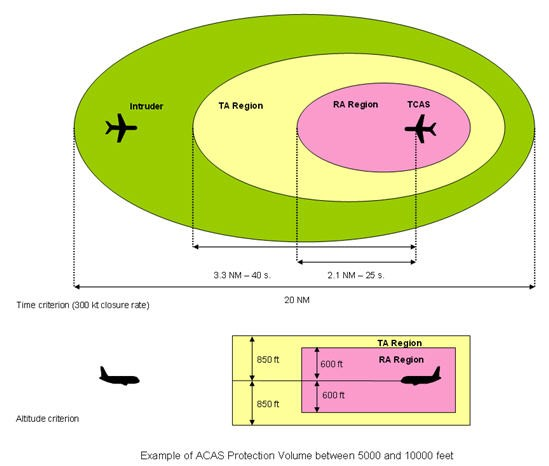 Intruder TA Region RA Region TCAS
3.3 NM – 40 s. 2.1 NM – 25 s.
20 NM
Time criterion (300 kt closure rate)
TA Region
850 ft 600 ft RA Region
850 ft 600 ft
Altitude criterion
Example of ACAS Protection Volume between 5000 and 10000 feet